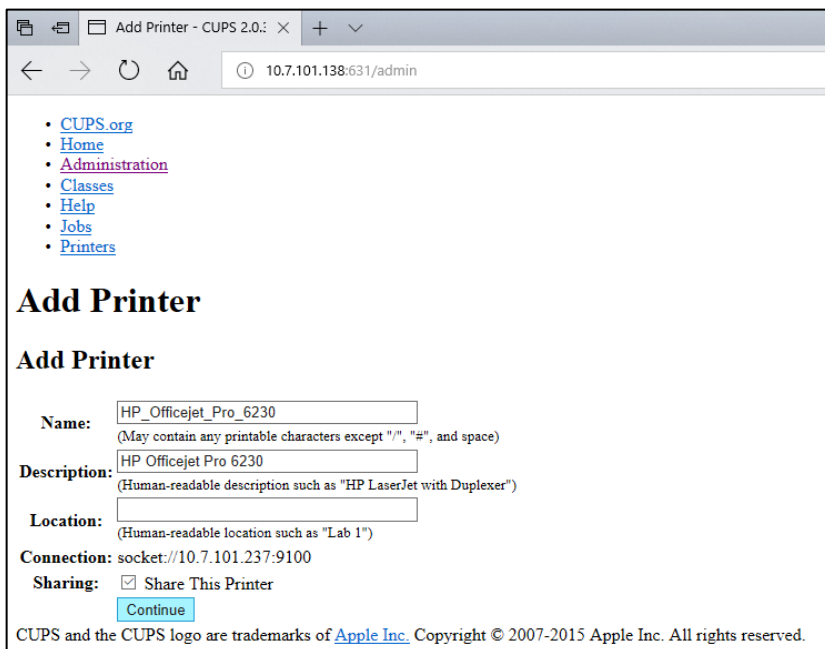 Add Printer - CUPS 2.0.3
10.7.101.138:631/admin
CUPS.org
Home
Administration
Classes
Help
Jobs
Printers
Add Printer
Add Printer
Name: HP_Officejet_Pro_6230
(May contain any printable characters except "/", "#", and space)
Description: HP Officejet Pro 6230
(Human-readable description such as "HP LaserJet with Duplexer")
Location:
(Human-readable location such as "Lab 1")
Connection: socket://10.7.101.237:9100
Sharing: Share This Printer
Continue
CUPS and the CUPS logo are trademarks of Apple Inc. Copyright © 2007-2015 Apple Inc. All rights reserved.